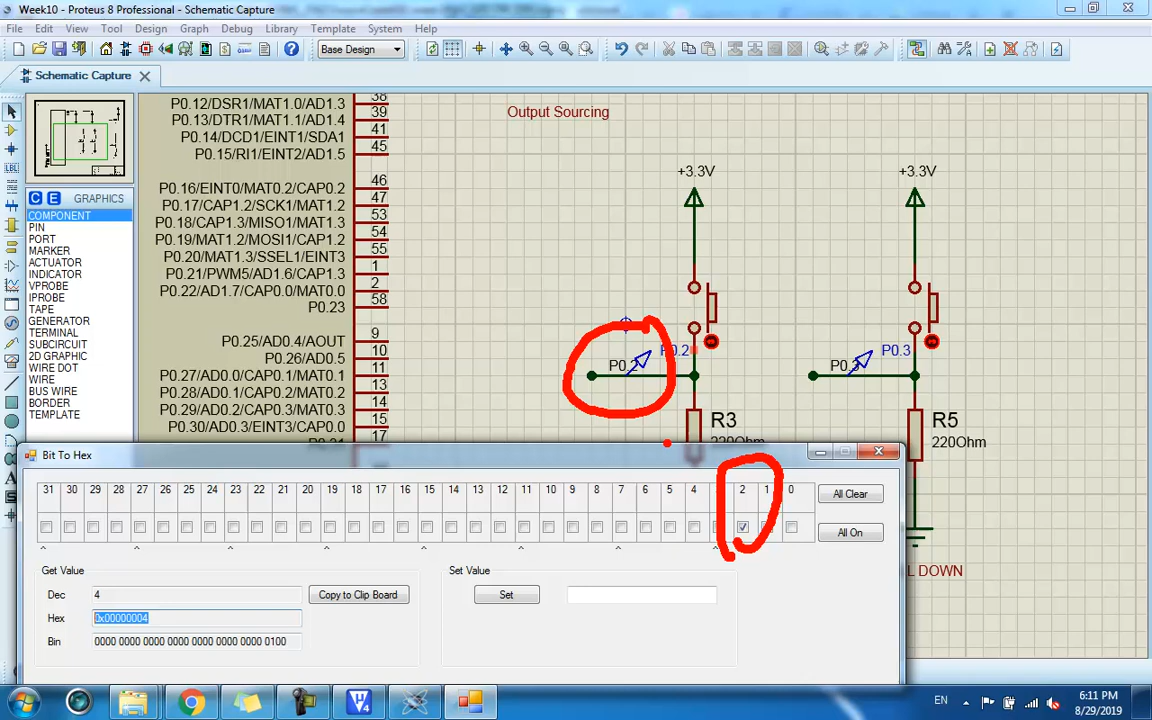 Week10 - Proteus 8 Professional - Schematic Capture
File Edit View Tool Design Graph Debug Library Template System Help
Base Design
Schematic Capture
Output Sourcing
38
P0.12/DSR1/MAT1.0/AD1.3
39
P0.13/DTR1/MAT1.1/AD1.4
41
P0.14/DCD1/EINT1/SDA1
45
P0.15/RI1/EINT2/AD1.5
46
P0.16/EINT0/MAT0.2/CAP0.2
47
P0.17/CAP1.2/SCK1/MAT1.2
53
P0.18/CAP1.3/MISO1/MAT1.3
54
P0.19/MAT1.2/MOSI1/CAP1.2
55
P0.20/MAT1.3/SSEL1/EINT3
1
P0.21/PWM5/AD1.6/CAP1.3
2
P0.22/AD1.7/CAP0.0/MAT0.0
58
P0.23
9
P0.25/AD0.4/AOUT
10
P0.26/AD0.5
11
P0.27/AD0.0/CAP0.1/MAT0.1
13
P0.28/AD0.1/CAP0.2/MAT0.2
14
P0.29/AD0.2/CAP0.3/MAT0.3
15
P0.30/AD0.3/EINT3/CAP0.0
17
C E GRAPHICS
COMPONENT
PIN
PORT
MARKER
ACTUATOR
INDICATOR
VPROBE
IPROBE
TAPE
GENERATOR
TERMINAL
SUBCIRCUIT
2D GRAPHIC
WIRE DOT
WIRE
BUS WIRE
BORDER
TEMPLATE
LBL
A
+3.3V +3.3V
P0.2 P0.3
P0.2 P0.3
R3 R5
220Ohm 220Ohm
DOWN
Bit To Hex
31 30 29 28 27 26 25 24 23 22 21 20 19 18 17 16 15 14 13 12 11 10 9 8 7 6 5 4 2 1 0
All Clear
All On
Get Value
Dec 4
Copy to Clip Board
Hex 0x00000004
Bin 0000 0000 0000 0000 0000 0000 0000 0100
Set Value
Set
EN
6:11 PM
8/29/2019